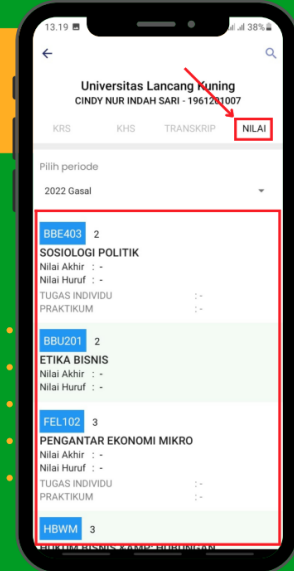 13.19 38%
Universitas Lancang Kuning
CINDY NUR INDAH SARI - 1961201007
KRS KHS TRANSKRIP NILAI
Pilih periode
2022 Gasal
BBE403 2
SOSIOLOGI POLITIK
Nilai Akhir : -
Nilai Huruf : -
TUGAS INDIVIDU : -
PRAKTIKUM : -
BBU201 2
ETIKA BISNIS
Nilai Akhir : -
Nilai Huruf : -
FEL102 3
PENGANTAR EKONOMI MIKRO
Nilai Akhir : -
Nilai Huruf : -
TUGAS INDIVIDU : -
PRAKTIKUM : -
HBWM 3
HUKUM BISNIS